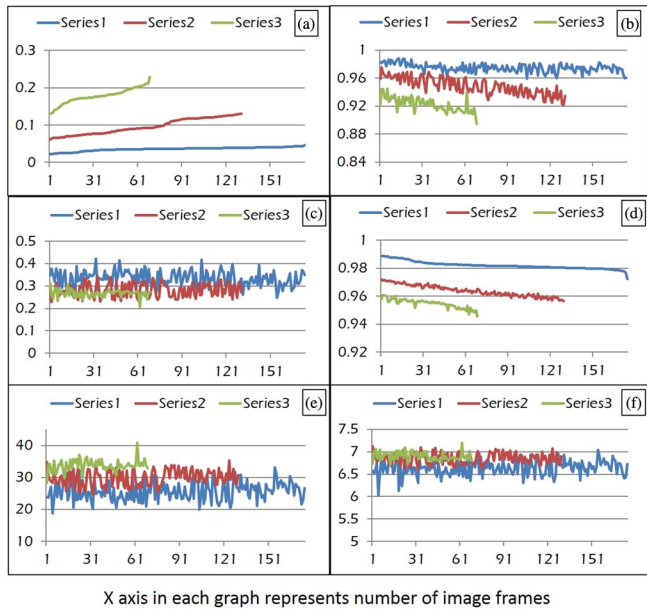 Series1 Series2 Series3 (a)
0.3
0.2
0.1
0
1 31 61 91 121 151
Series1 Series2 Series3 (b)
1
0.96
0.92
0.88
0.84
1 31 61 91 121 151
(c)
Series1 Series2 Series3
0.5
0.4
0.3
0.2
0.1
0
1 31 61 91 121 151
(d)
Series1 Series2 Series3
1
0.98
0.96
0.94
0.92
1 31 61 91 121 151
Series1 Series2 Series3 (e)
40
30
20
10
1 31 61 91 121 151
Series1 Series2 Series3 (f)
7.5
7
6.5
6
5.5
5
1 31 61 91 121 151
X axis in each graph represents number of image frames